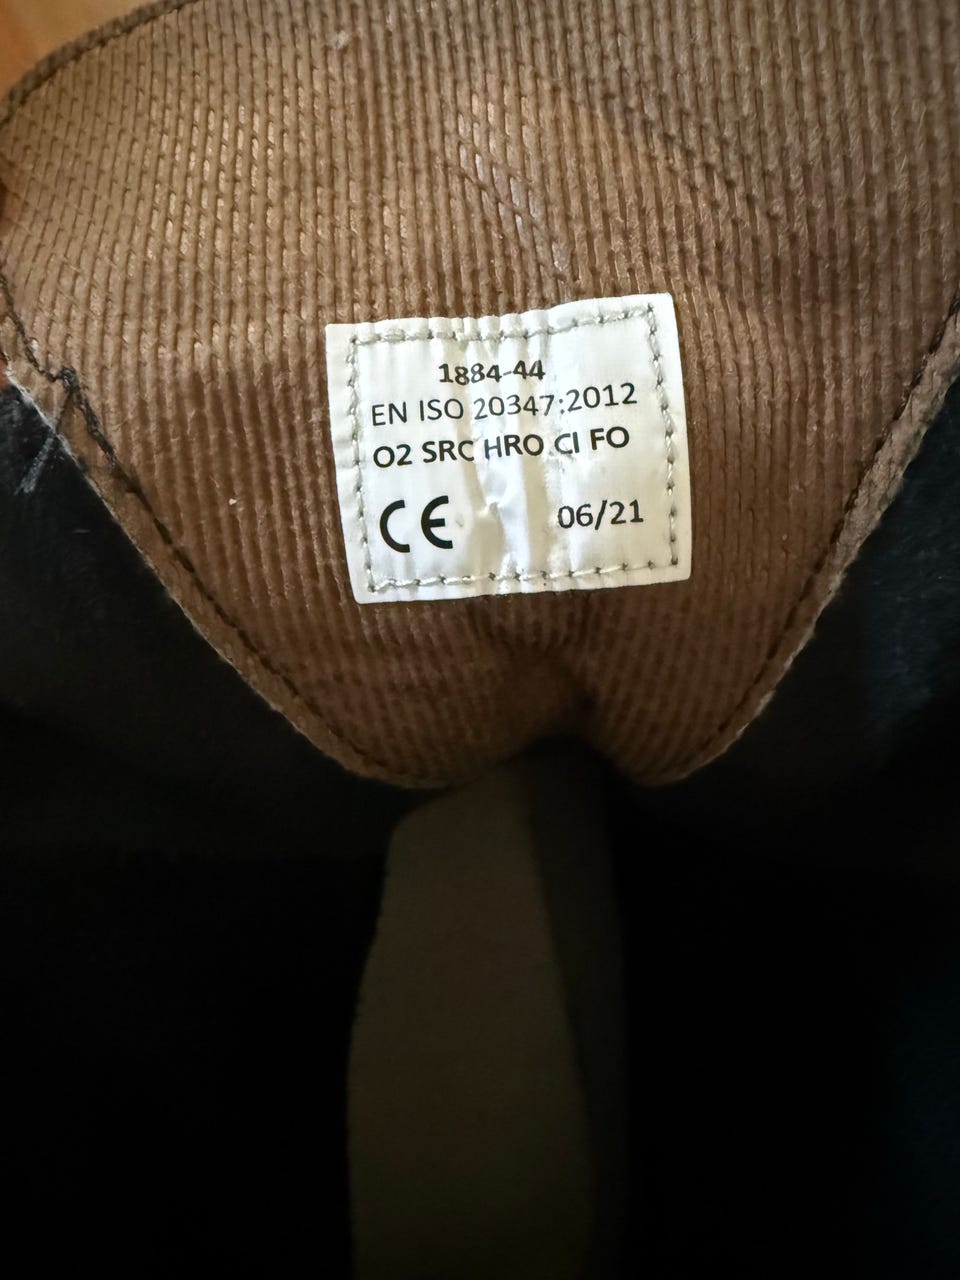 1884-44
EN ISO 20347:2012
O2 SRC HRO CI FO
CE 06/21